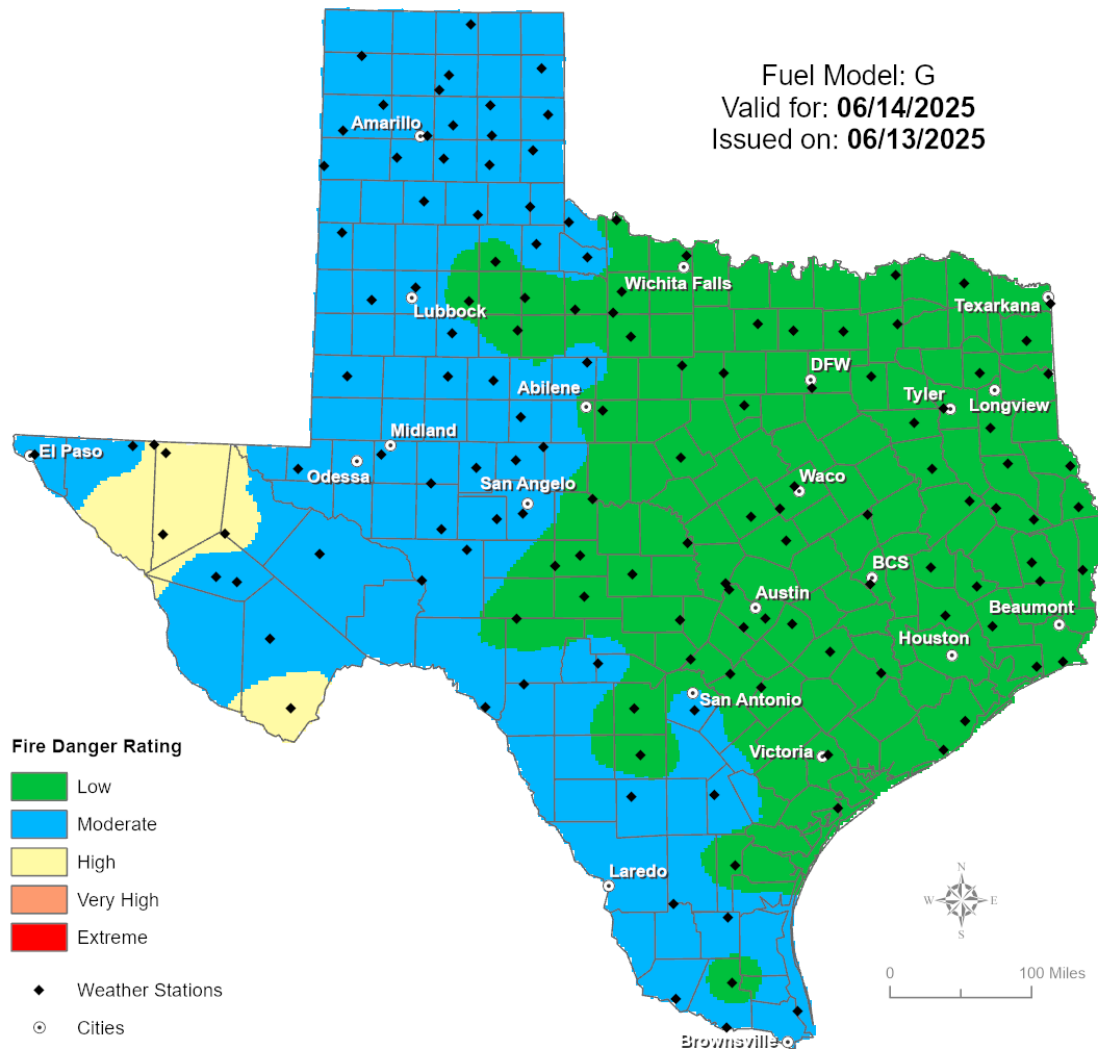 Fuel Model: G
Valid for: 06/14/2025
Issued on: 06/13/2025
Amarillo
Wichita Falls
Lubbock
Texarkana
DFW
Abilene
Tyler
Longview
Midland
El Paso
Odessa
San Angelo
Waco
BCS
Austin
Beaumont
Houston
San Antonio
Victoria
Laredo
Brownsville
Fire Danger Rating
Low
Moderate
High
Very High
Extreme
Weather Stations
Cities
N
W E
S
0 100 Miles